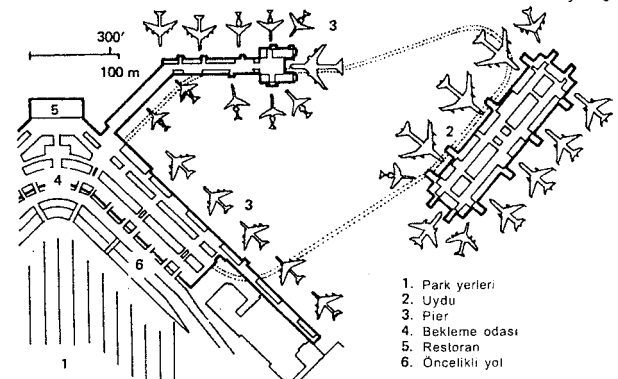 300'
100 m
3
5
2
4
3
6
1
1. Park yerleri
2. Uydu
3. Pier
4. Bekleme odası
5. Restoran
6. Öncelikli yol